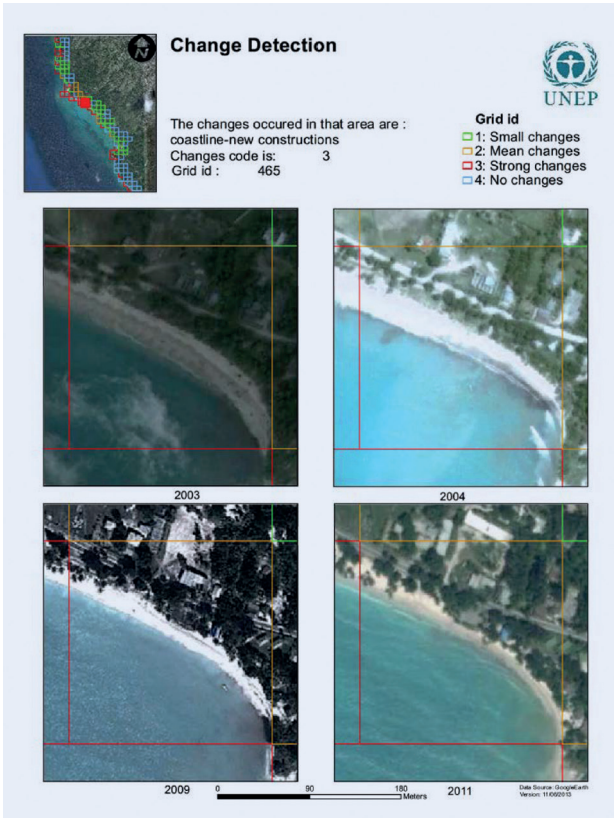 Change Detection
N
UNEP
The changes occured in that area are :
coastline-new constructions
Changes code is: 3
Grid id : 465
Grid id
1: Small changes
2: Mean changes
3: Strong changes
4: No changes
2003
2004
2009
0 90 180
Meters
2011
Data Source: GoogleEarth
Version: 11/06/2013